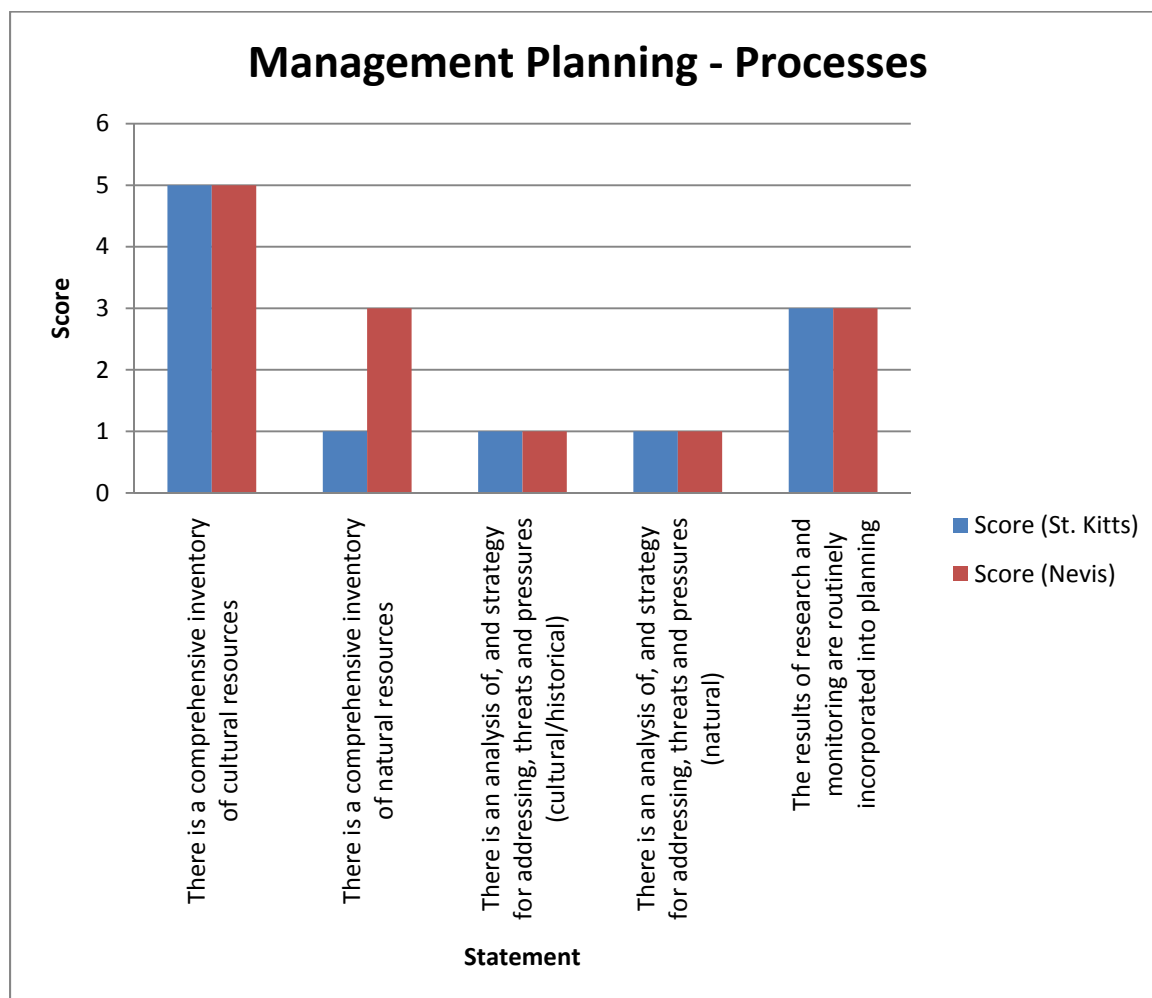 Management Planning - Processes
6
5
4
3
2
1
0
Score
There is a comprehensive inventory
of cultural resources
There is a comprehensive inventory
of natural resources
There is an analysis of, and strategy
for addressing, threats and pressures
(cultural/historical)
There is an analysis of, and strategy
for addressing, threats and pressures
(natural)
The results of research and
monitoring are routinely
incorporated into planning
Statement
Score (St. Kitts)
Score (Nevis)